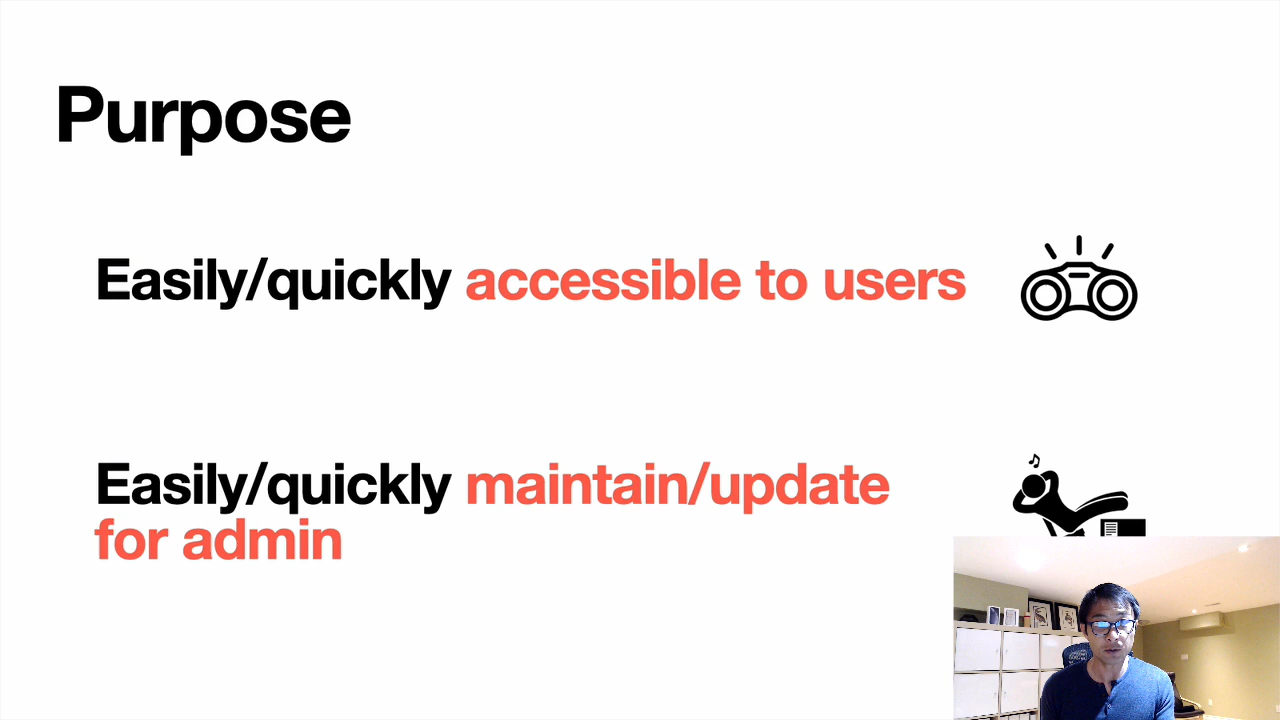 Purpose
Easily/quickly accessible to users
Easily/quickly maintain/update
for admin